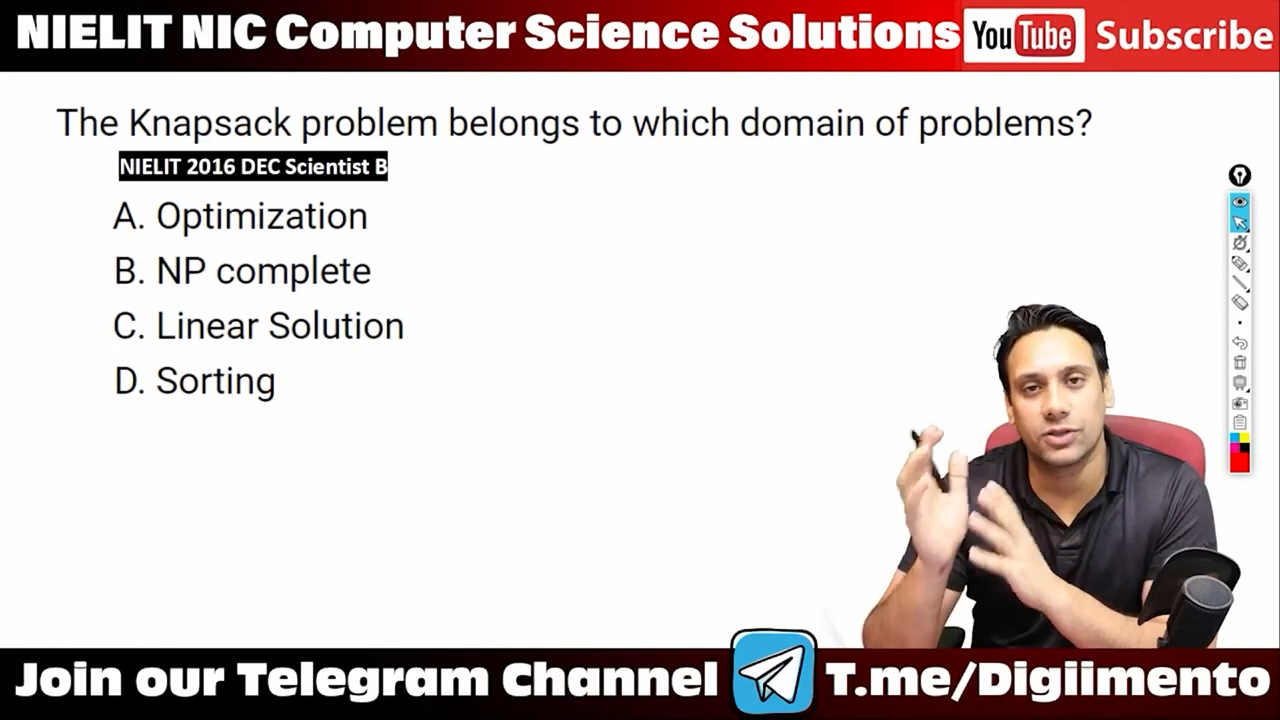 NIELIT NIC Computer Science Solutions YouTube Subscribe
The Knapsack problem belongs to which domain of problems?
NIELIT 2016 DEC Scientist B
A. Optimization
B. NP complete
C. Linear Solution
D. Sorting
Join our Telegram Channel T.me/Digiimento